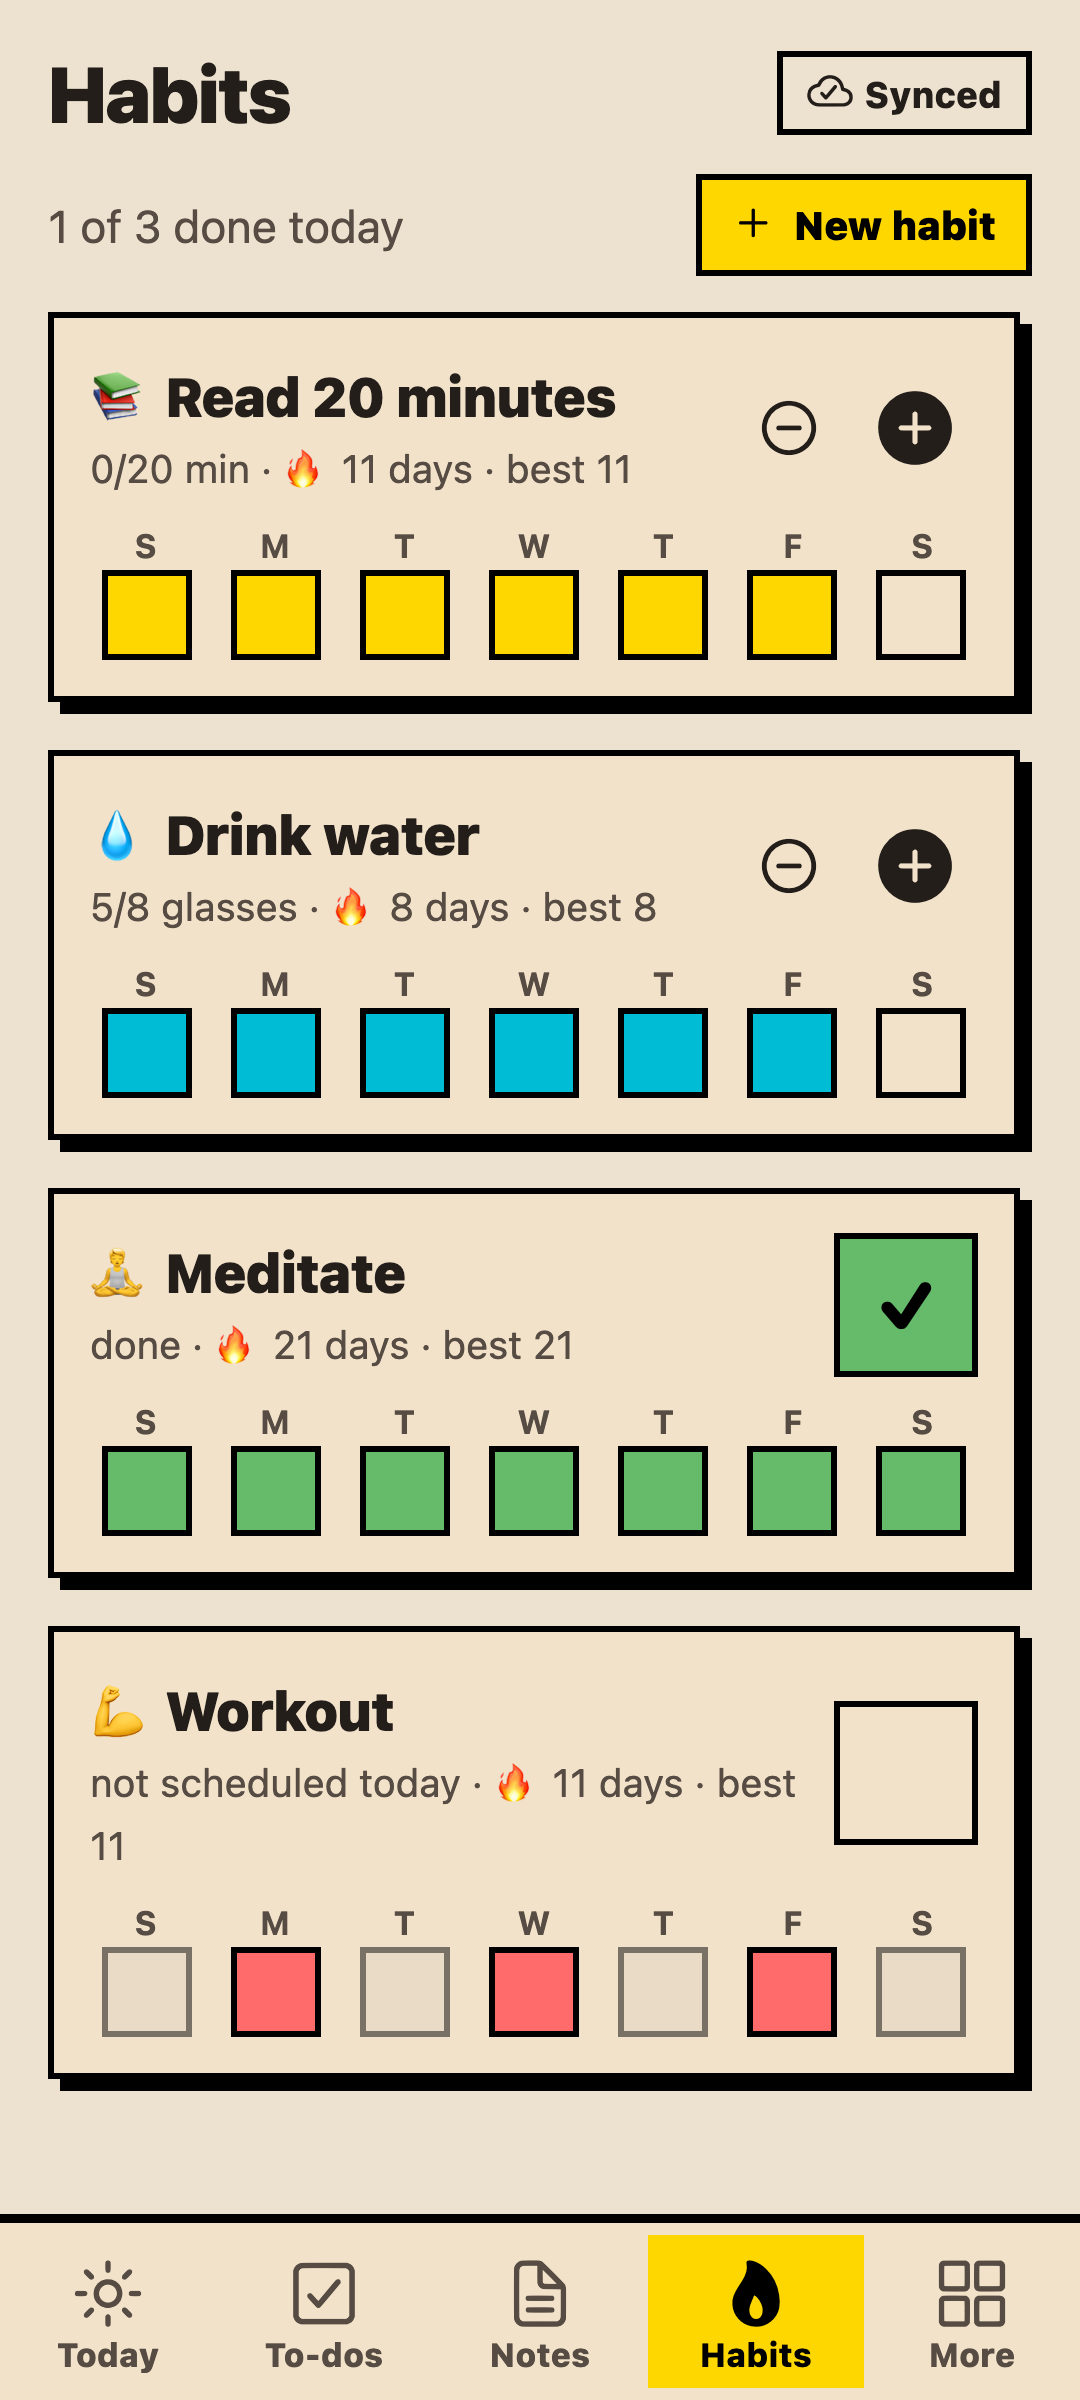 Habits
Synced
1 of 3 done today
New habit
Read 20 minutes
0/20 min · 🔥 11 days · best 11
S M T W T F S
Drink water
5/8 glasses · 🔥 8 days · best 8
S M T W T F S
Meditate
done · 🔥 21 days · best 21
S M T W T F S
Workout
not scheduled today · 🔥 11 days · best
11
S M T W T F S
Today To-dos Notes Habits More